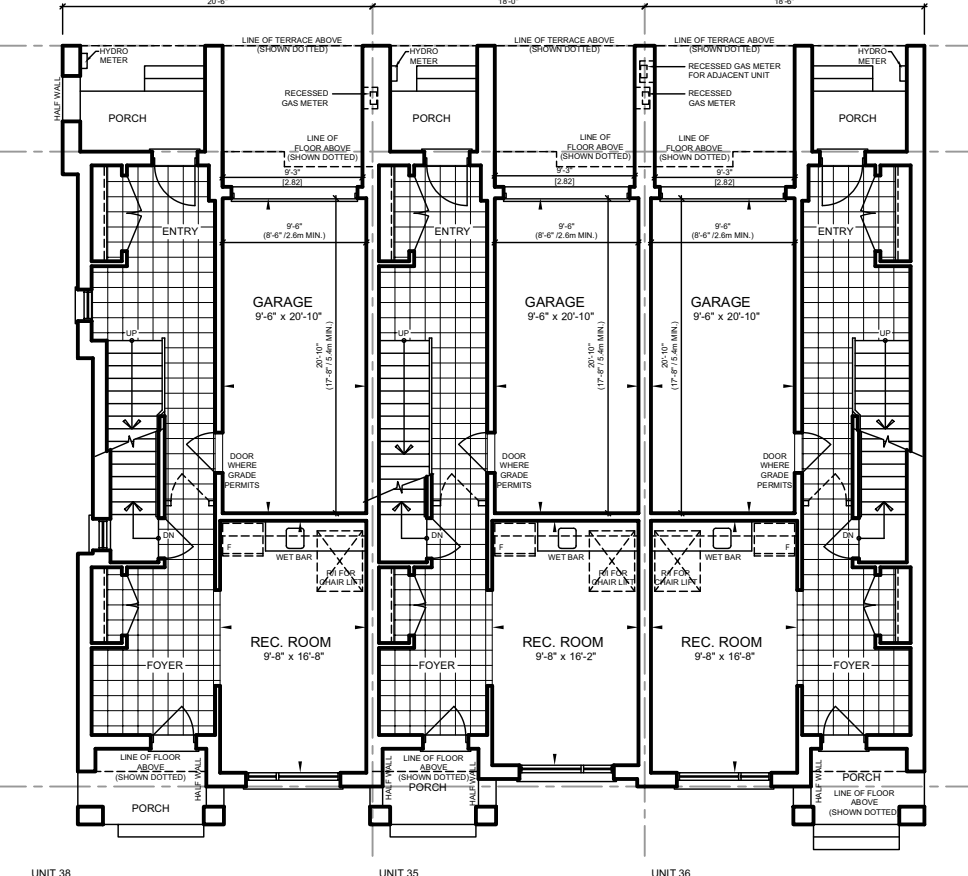 20'-6"
18'-0"
18'-6"
HYDRO
METER
LINE OF TERRACE ABOVE
(SHOWN DOTTED)
LINE OF TERRACE ABOVE
(SHOWN DOTTED)
LINE OF TERRACE ABOVE
(SHOWN DOTTED)
HYDRO
METER
HYDRO
METER
RECESSED GAS METER
FOR ADJACENT UNIT
RECESSED
GAS METER
RECESSED
GAS METER
HALF WALL
PORCH
PORCH
PORCH
LINE OF
FLOOR ABOVE
(SHOWN DOTTED)
LINE OF
FLOOR ABOVE
(SHOWN DOTTED)
LINE OF
FLOOR ABOVE
(SHOWN DOTTED)
9'-3"
[2.82]
9'-3"
[2.82]
9'-3"
[2.82]
ENTRY
9'-6"
(8'-6" /2.6m MIN.)
ENTRY
9'-6"
(8'-6" /2.6m MIN.)
9'-6"
(8'-6" /2.6m MIN.)
ENTRY
GARAGE
9'-6" x 20'-10"
GARAGE
9'-6" x 20'-10"
GARAGE
9'-6" x 20'-10"
20'-10"
(17'-8" / 5.4m MIN.)
20'-10"
(17'-8" / 5.4m MIN.)
20'-10"
(17'-8" / 5.4m MIN.)
UP
UP
UP
DOOR
WHERE
GRADE
PERMITS
DOOR
WHERE
GRADE
PERMITS
DOOR
WHERE
GRADE
PERMITS
DN
DN
DN
F
WET BAR
R/I FOR
CHAIR LIFT
F
WET BAR
R/I FOR
CHAIR LIFT
R/I FOR
CHAIR LIFT
WET BAR
F
REC. ROOM
9'-8" x 16'-8"
REC. ROOM
9'-8" x 16'-2"
REC. ROOM
9'-8" x 16'-8"
FOYER
FOYER
FOYER
LINE OF FLOOR
ABOVE
(SHOWN DOTTED)
HALF WALL
PORCH
LINE OF FLOOR
ABOVE
(SHOWN DOTTED)
PORCH
HALF WALL
HALF WALL
HALF WALL
PORCH
LINE OF FLOOR
ABOVE
(SHOWN DOTTED)
UNIT 38
UNIT 35
UNIT 36